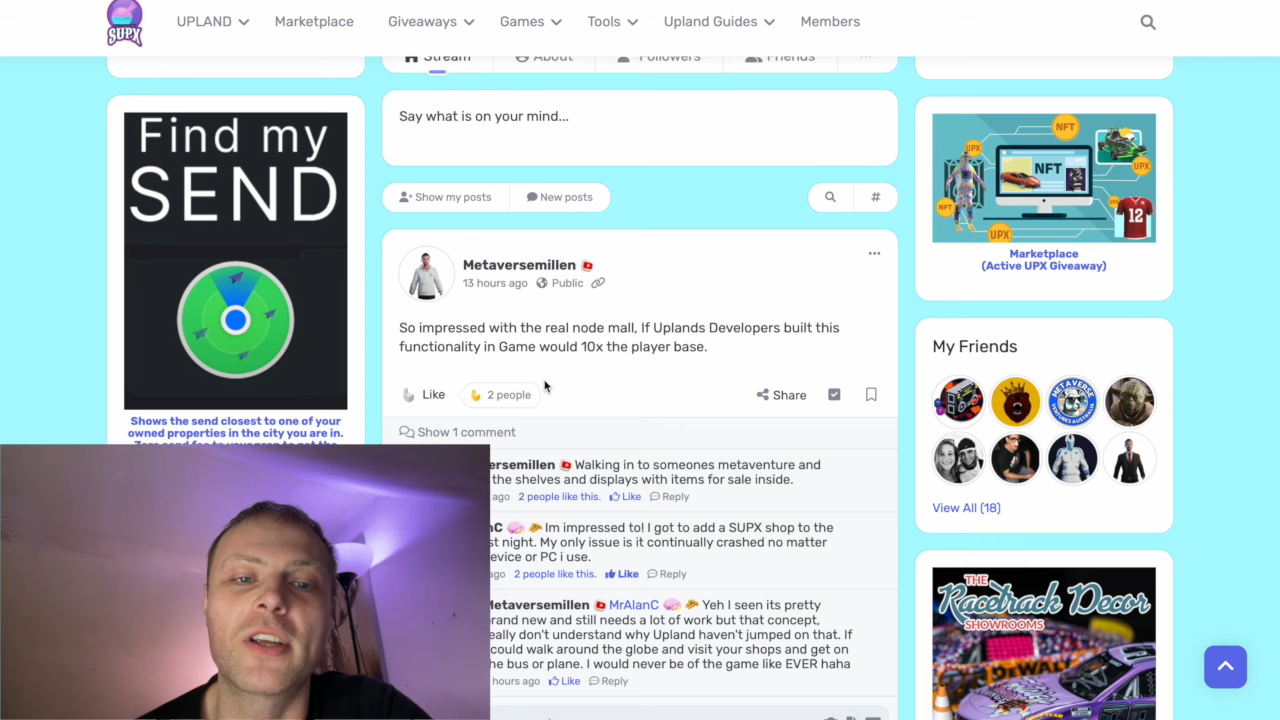 SUPX
UPLAND
Marketplace
Giveaways
Games
Tools
Upland Guides
Members
Stream
About
Followers
Friends
Find my
SEND
Shows the send closest to one of your
owned properties in the city you are in.
Say what is on your mind...
Show my posts
New posts
#
Metaversemillen
13 hours ago
Public
So impressed with the real node mall, If Uplands Developers built this
functionality in Game would 10x the player base.
Like
2 people
Share
Show 1 comment
ersemillen Walking in to someones metaventure and
the shelves and displays with items for sale inside.
ago 2 people like this. Like Reply
nC Im impressed to! I got to add a SUPX shop to the
st night. My only issue is it continually crashed no matter
evice or PC i use.
2 people like this. Like Reply
Metaversemillen MrAlanC Yeh I seen its pretty
brand new and still needs a lot of work but that concept,
eally don't understand why Upland haven't jumped on that. If
could walk around the globe and visit your shops and get on
the bus or plane. I would never be of the game like EVER haha
hours ago Like Reply
NFT
UPX
UPX
NFT
NFT
12
UPX
Marketplace
(Active UPX Giveaway)
My Friends
View All (18)
THE
Racetrack Decor
SHOWROOMS